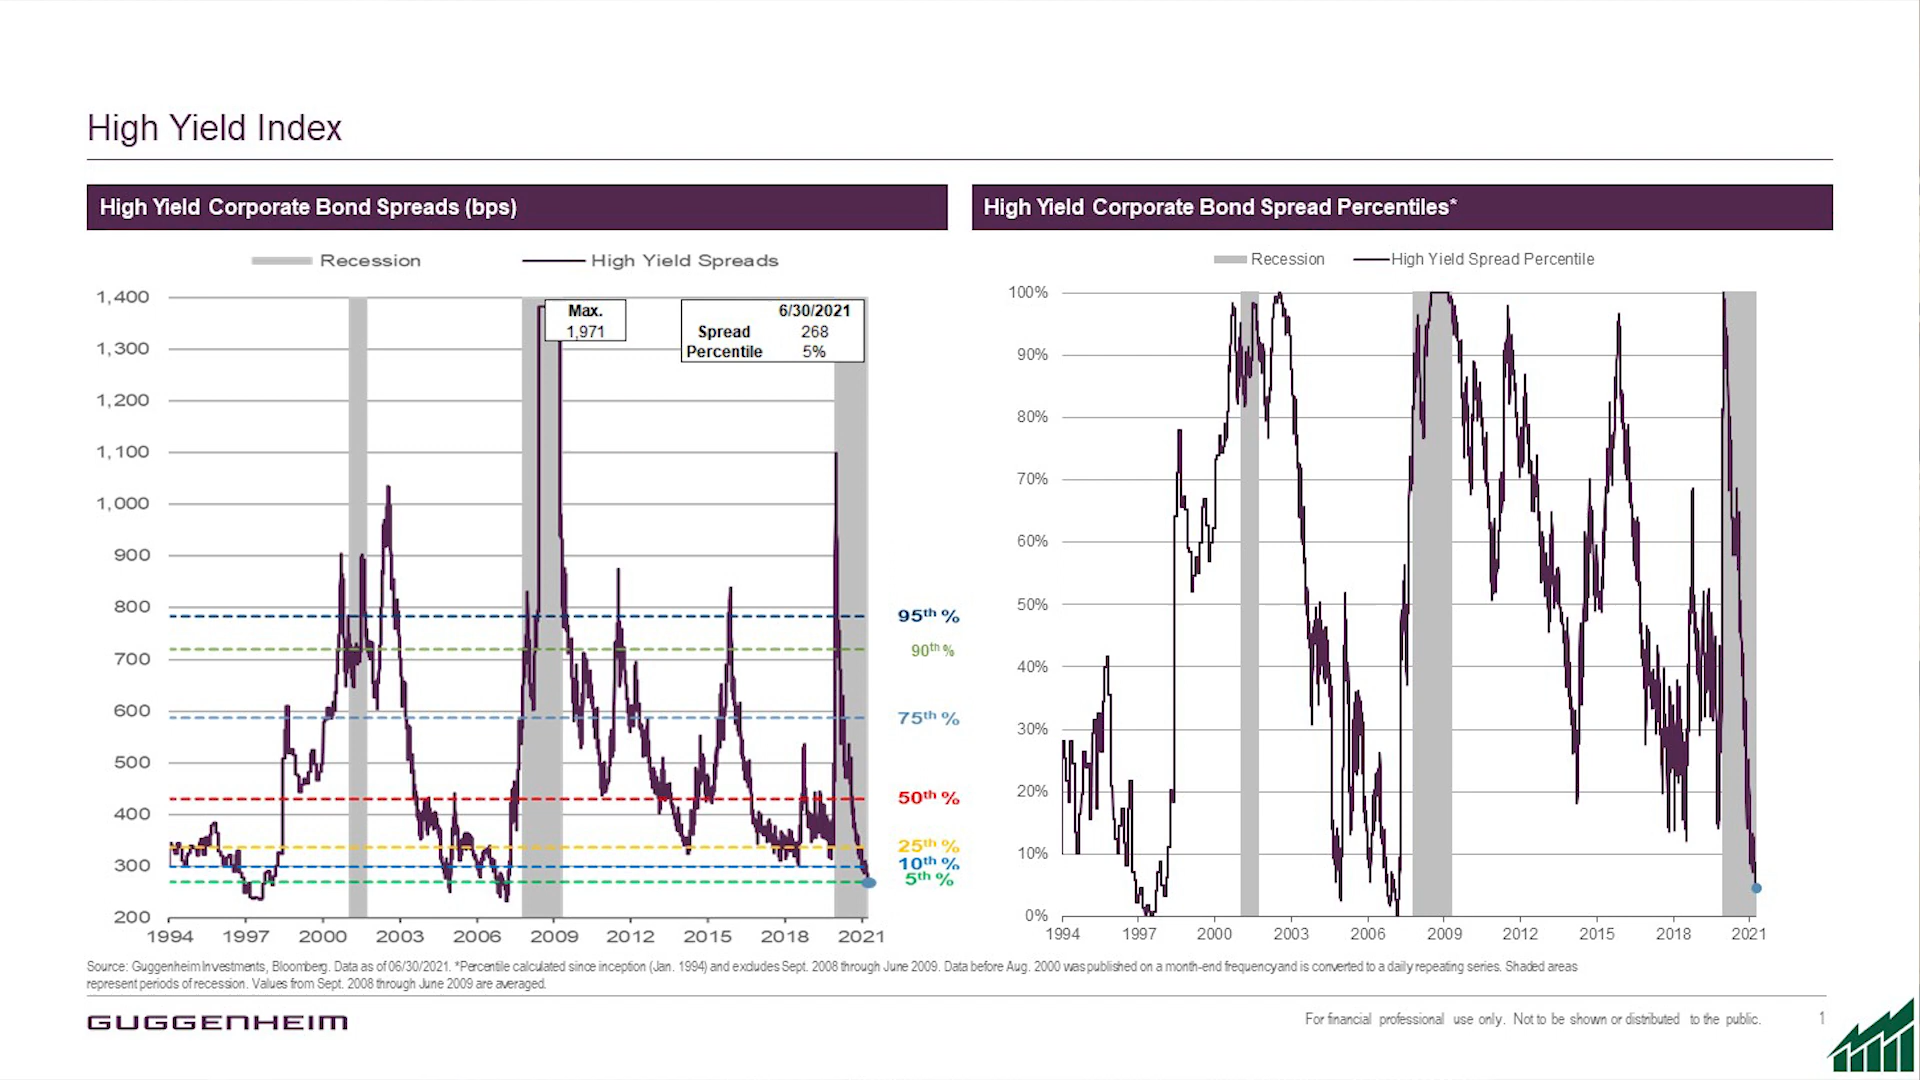 High Yield Index
High Yield Corporate Bond Spreads (bps)
Recession
High Yield Spreads
Max.
1,971
6/30/2021
Spread 268
Percentile 5%
1,400
1,300
1,200
1,100
1,000
900
800
700
600
500
400
300
200
95th %
90th %
75th %
50th %
25th %
10th %
5th %
1994 1997 2000 2003 2006 2009 2012 2015 2018 2021
High Yield Corporate Bond Spread Percentiles*
Recession
High Yield Spread Percentile
100%
90%
80%
70%
60%
50%
40%
30%
20%
10%
0%
1994 1997 2000 2003 2006 2009 2012 2015 2018 2021
Source: Guggenheim Investments, Bloomberg. Data as of 06/30/2021. *Percentile calculated since inception (Jan. 1994) and excludes Sept. 2008 through June 2009. Data before Aug. 2000 was published on a month-end frequency and is converted to a daily repeating series. Shaded areas
represent periods of recession. Values from Sept. 2008 through June 2009 are averaged.
GUGGENHEIM
For financial professional use only. Not to be shown or distributed to the public.
1